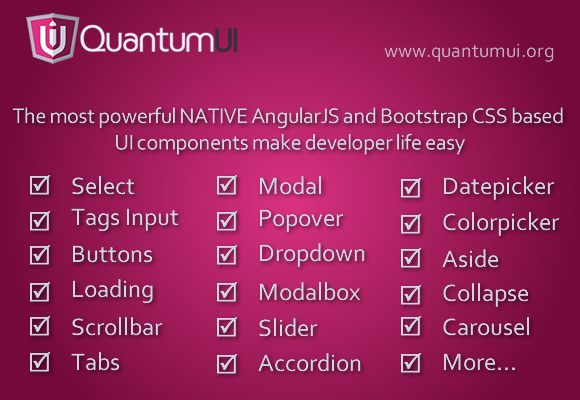 QuantumUI
www.quantumui.org
The most powerful NATIVE AngularJS and Bootstrap CSS based
UI components make developer life easy
Select
Tags Input
Buttons
Loading
Scrollbar
Tabs
Modal
Popover
Dropdown
Modalbox
Slider
Accordion
Datepicker
Colorpicker
Aside
Collapse
Carousel
More...